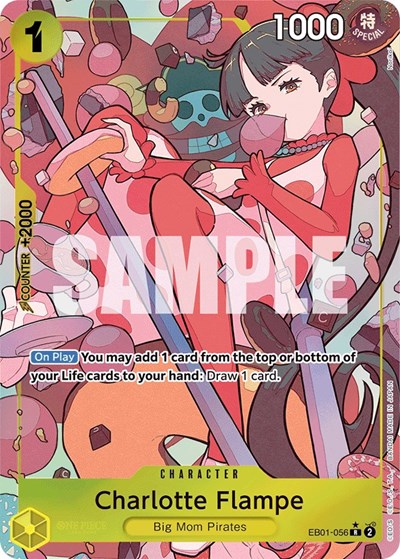 1
1000
特
SPECIAL
COUNTER +2000
SAMPLE
On Play You may add 1 card from the top or bottom of
your Life cards to your hand: Draw 1 card.
CHARACTER
Charlotte Flampe
Big Mom Pirates
EB01-056 R 2